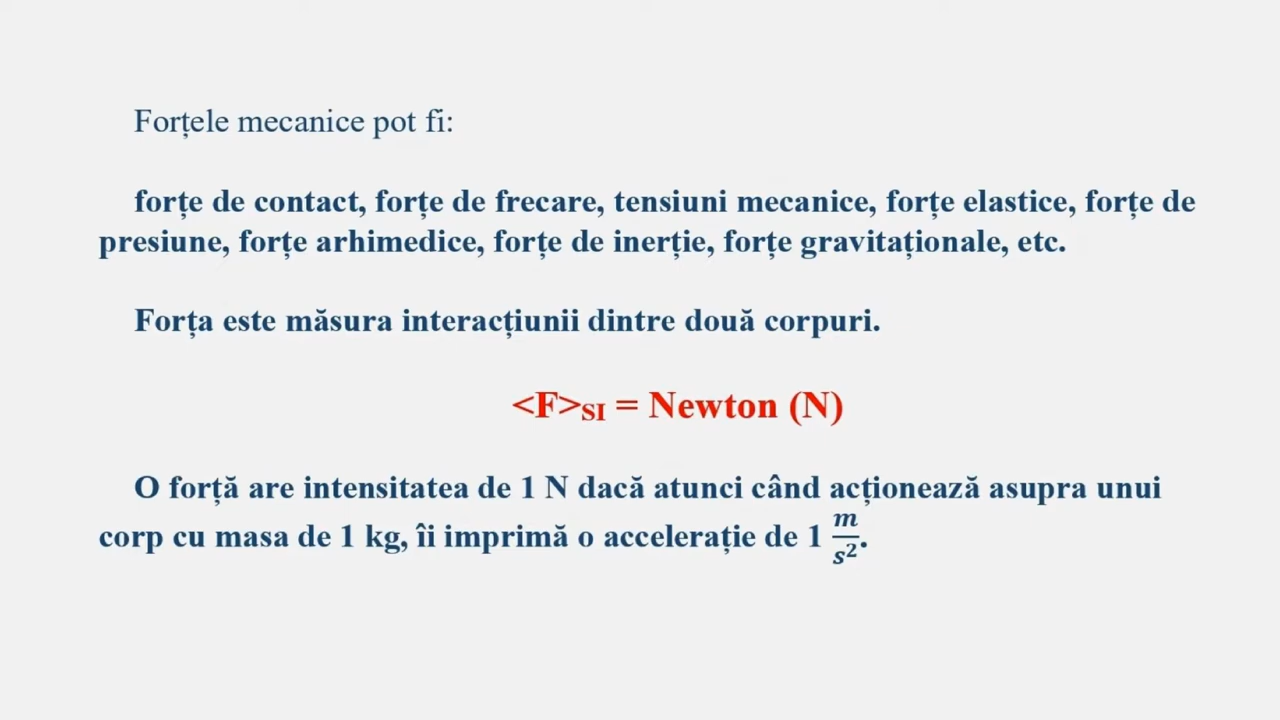 Forțele mecanice pot fi:
forțe de contact, forțe de frecare, tensiuni mecanice, forțe elastice, forțe de
presiune, forțe arhimedice, forțe de inerție, forțe gravitaționale, etc.
Forța este măsura interacțiunii dintre două corpuri.
<F>SI = Newton (N)
O forță are intensitatea de 1 N dacă atunci când acționează asupra unui
corp cu masa de 1 kg, îi imprimă o accelerație de 1 m/s².